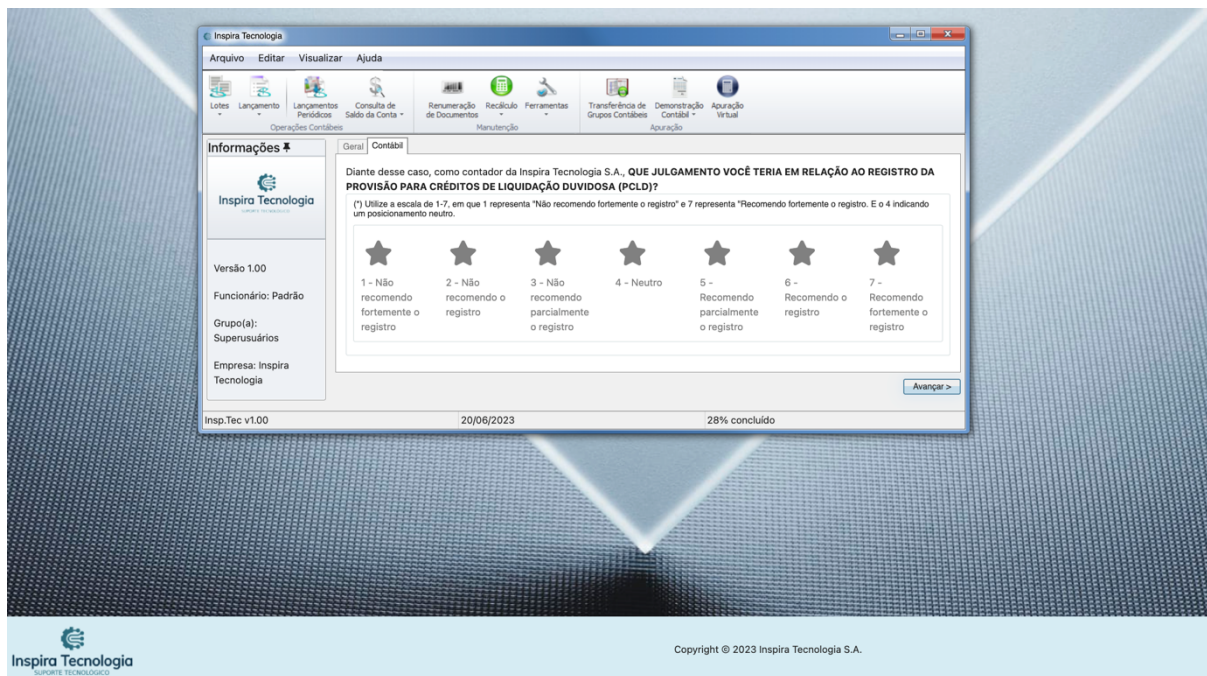 Inspira Tecnologia
Arquivo Editar Visualizar Ajuda
Lotes Lançamento Lançamentos Periódicos Consulta de Saldo da Conta Renumeração de Documentos Recálculo Ferramentas Transferência de Grupos Contábeis Demonstração Contábil Apuração Virtual
Operações Contábeis Manutenção Apuração
Informações
Inspira Tecnologia
Versão 1.00
Funcionário: Padrão
Grupo(a):
Superusuários
Empresa: Inspira
Tecnologia
Geral Contábil
Diante desse caso, como contador da Inspira Tecnologia S.A., QUE JULGAMENTO VOCÊ TERIA EM RELAÇÃO AO REGISTRO DA
PROVISÃO PARA CRÉDITOS DE LIQUIDAÇÃO DUVIDOSA (PCLD)?
(*) Utilize a escala de 1-7, em que 1 representa "Não recomendo fortemente o registro" e 7 representa "Recomendo fortemente o registro. E o 4 indicando
um posicionamento neutro.
1 - Não
recomendo
fortemente o
registro
2 - Não
recomendo o
registro
3 - Não
recomendo
parcialmente
o registro
4 - Neutro
5 -
Recomendo
parcialmente
o registro
6 -
Recomendo o
registro
7 -
Recomendo
fortemente o
registro
Avançar >
Insp.Tec v1.00 20/06/2023 28% concluído
Inspira Tecnologia
SUPORTE TECNOLÓGICO
Copyright © 2023 Inspira Tecnologia S.A.